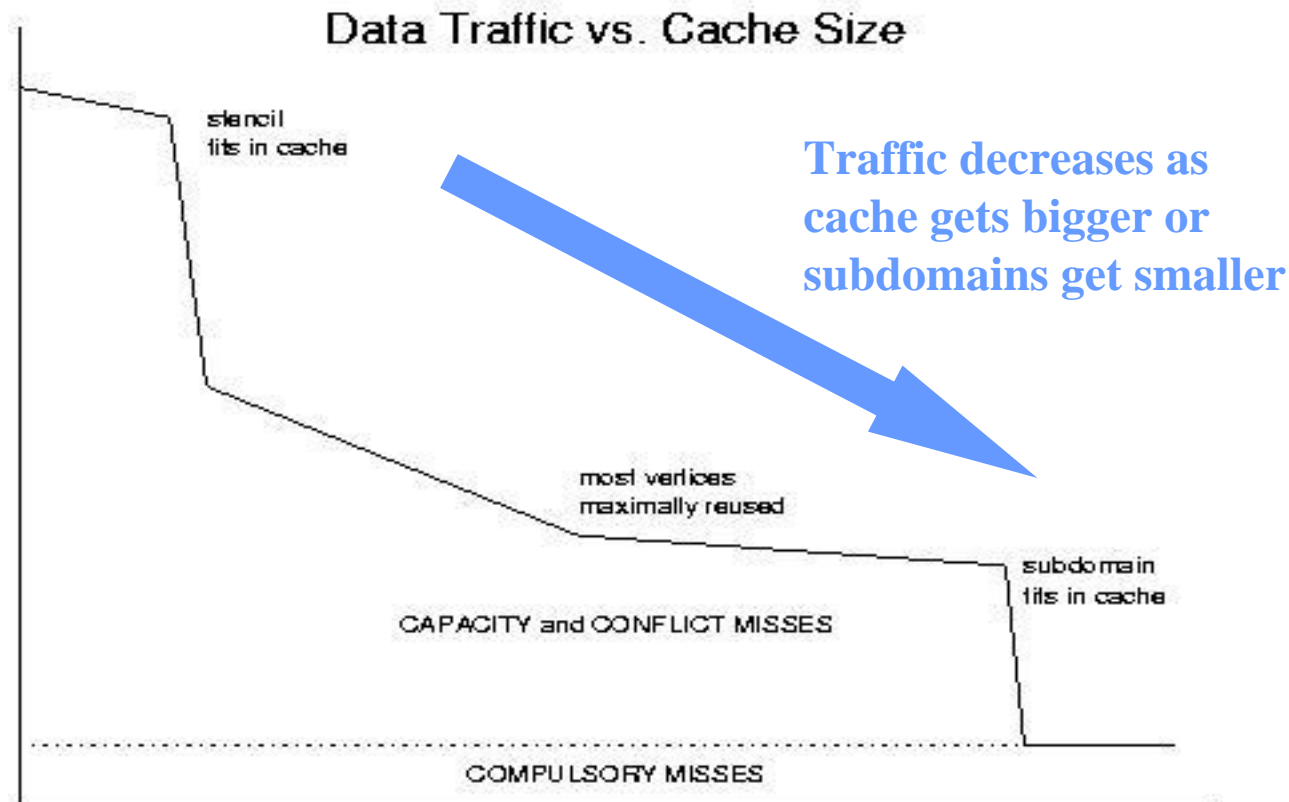 Data Traffic vs. Cache Size
stencil
fits in cache
Traffic decreases as
cache gets bigger or
subdomains get smaller
most vertices
maximally reused
subdomain
fits in cache
CAPACITY and CONFLICT MISSES
COMPULSORY MISSES